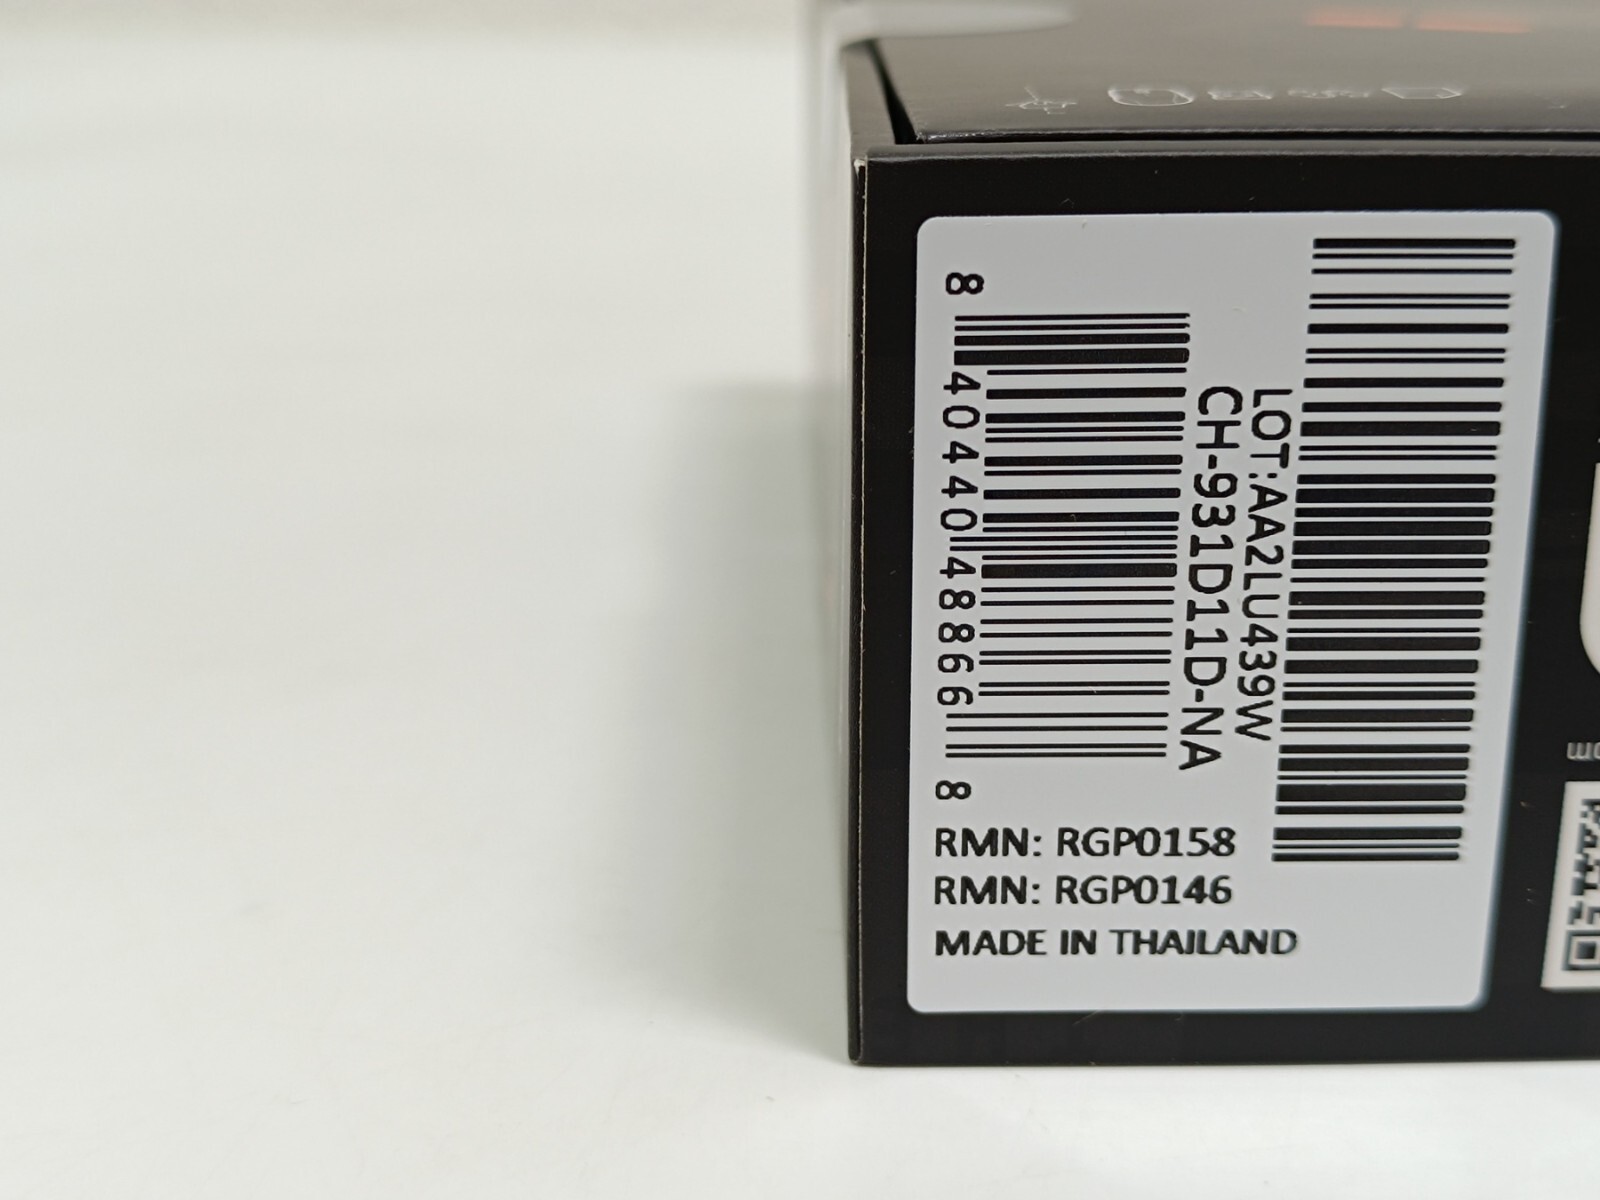 8 40440 48866 8
CH-931D11D-NA
LOT:AA2LU439W
RMN: RGP0158
RMN: RGP0146
MADE IN THAILAND